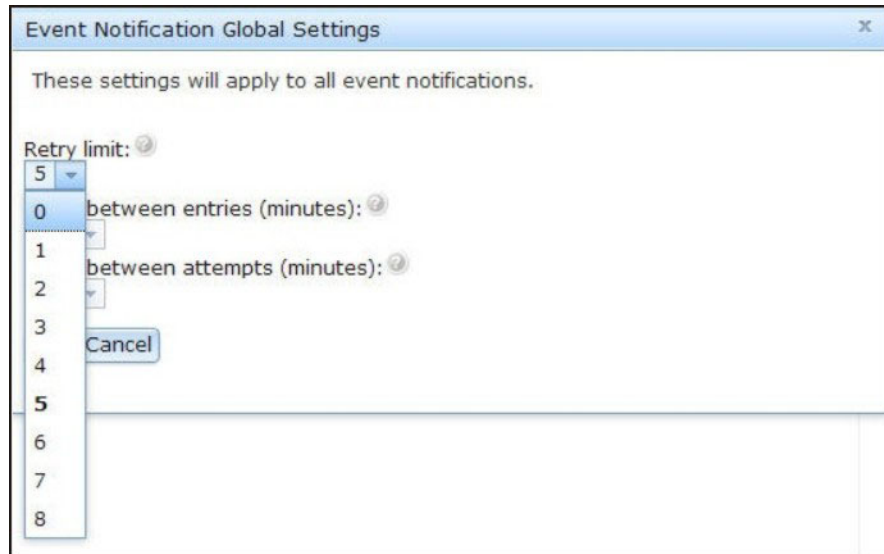 Event Notification Global Settings x
These settings will apply to all event notifications.
Retry limit: ?
5
0
between entries (minutes): ?
1
between attempts (minutes): ?
2
3
Cancel
4
5
6
7
8